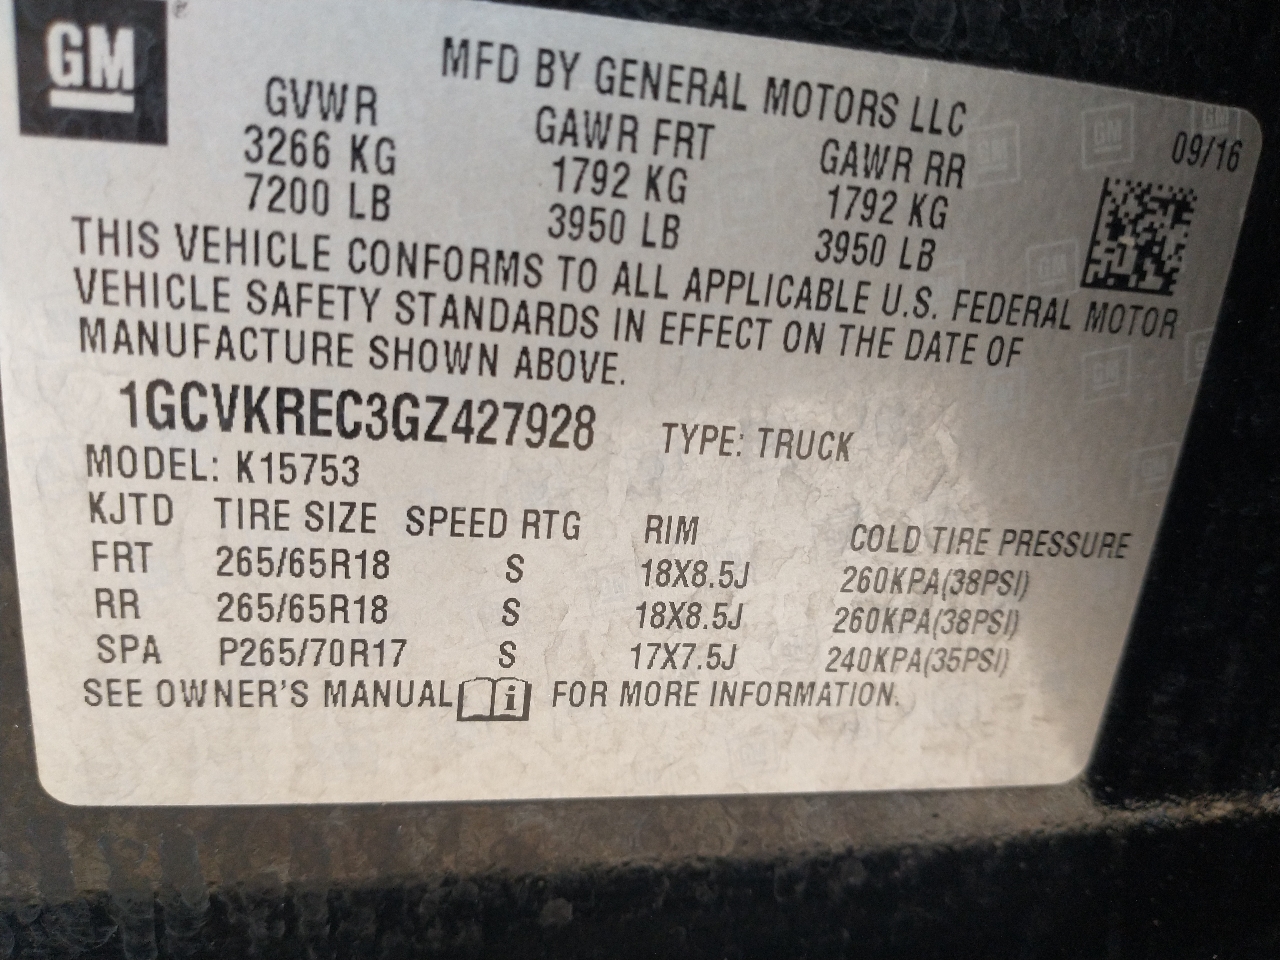 GM ®
MFD BY GENERAL MOTORS LLC
GVWR GAWR FRT GAWR RR 09/16
3266 KG 1792 KG 1792 KG
7200 LB 3950 LB 3950 LB
THIS VEHICLE CONFORMS TO ALL APPLICABLE U.S. FEDERAL MOTOR
VEHICLE SAFETY STANDARDS IN EFFECT ON THE DATE OF
MANUFACTURE SHOWN ABOVE.
1GCVKREC3GZ427928 TYPE: TRUCK
MODEL: K15753
KJTD TIRE SIZE SPEED RTG RIM COLD TIRE PRESSURE
FRT 265/65R18 S 18X8.5J 260KPA(38PSI)
RR 265/65R18 S 18X8.5J 260KPA(38PSI)
SPA P265/70R17 S 17X7.5J 240KPA(35PSI)
SEE OWNER'S MANUAL i FOR MORE INFORMATION.